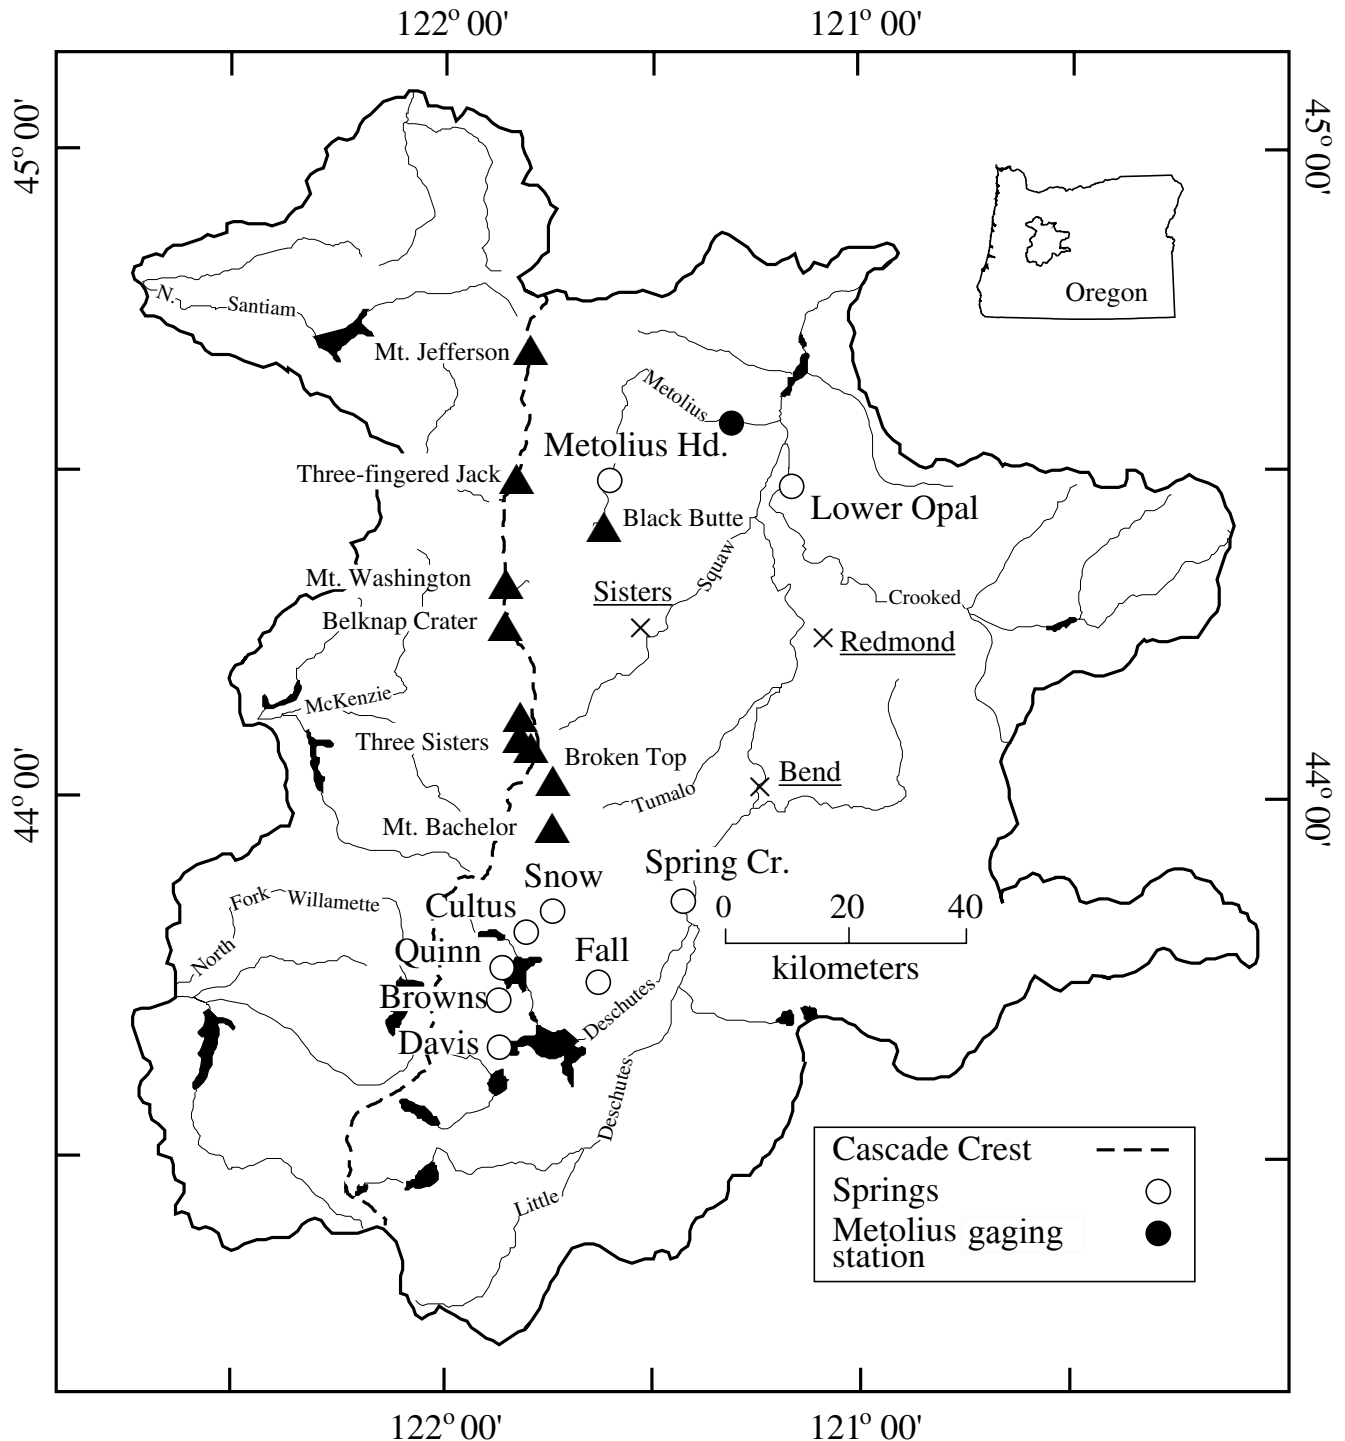 122° 00' 121° 00'
45° 00'
45° 00'
Oregon
N.
Santiam
Mt. Jefferson
Metolius
Metolius Hd.
Three-fingered Jack
Lower Opal
Black Butte
Squaw
Mt. Washington
Sisters
Crooked
Belknap Crater
Redmond
McKenzie
Three Sisters
Broken Top
Bend
44° 00'
44° 00'
Tumalo
Mt. Bachelor
Spring Cr.
Snow
Fork Willamette
Cultus
0 20 40
North
Quinn
Fall
kilometers
Browns
Deschutes
Davis
Deschutes
Little
Cascade Crest
Springs
Metolius gaging
station
122° 00' 121° 00'